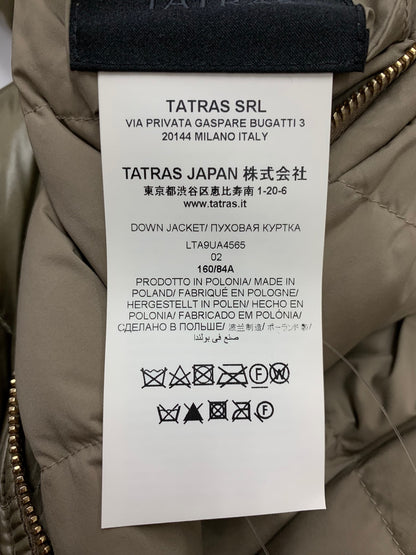 TATRAS
TATRAS SRL
VIA PRIVATA GASPARE BUGATTI 3
20144 MILANO ITALY
TATRAS JAPAN 株式会社
東京都渋谷区恵比寿南 1-20-6
www.tatras.it
DOWN JACKET/ ПУХОВАЯ КУРТКА
LTA9UA4565
02
160/84A
PRODOTTO IN POLONIA/ MADE IN
POLAND/ FABRIQUÉ EN POLOGNE/
HERGESTELLT IN POLEN/ HECHO EN
POLONIA/ FABRICADO EM POLÓNIA/
СДЕЛАНО В ПОЛЬШЕ/ 波兰制造/ ポーランド製/
صنع في بولندا